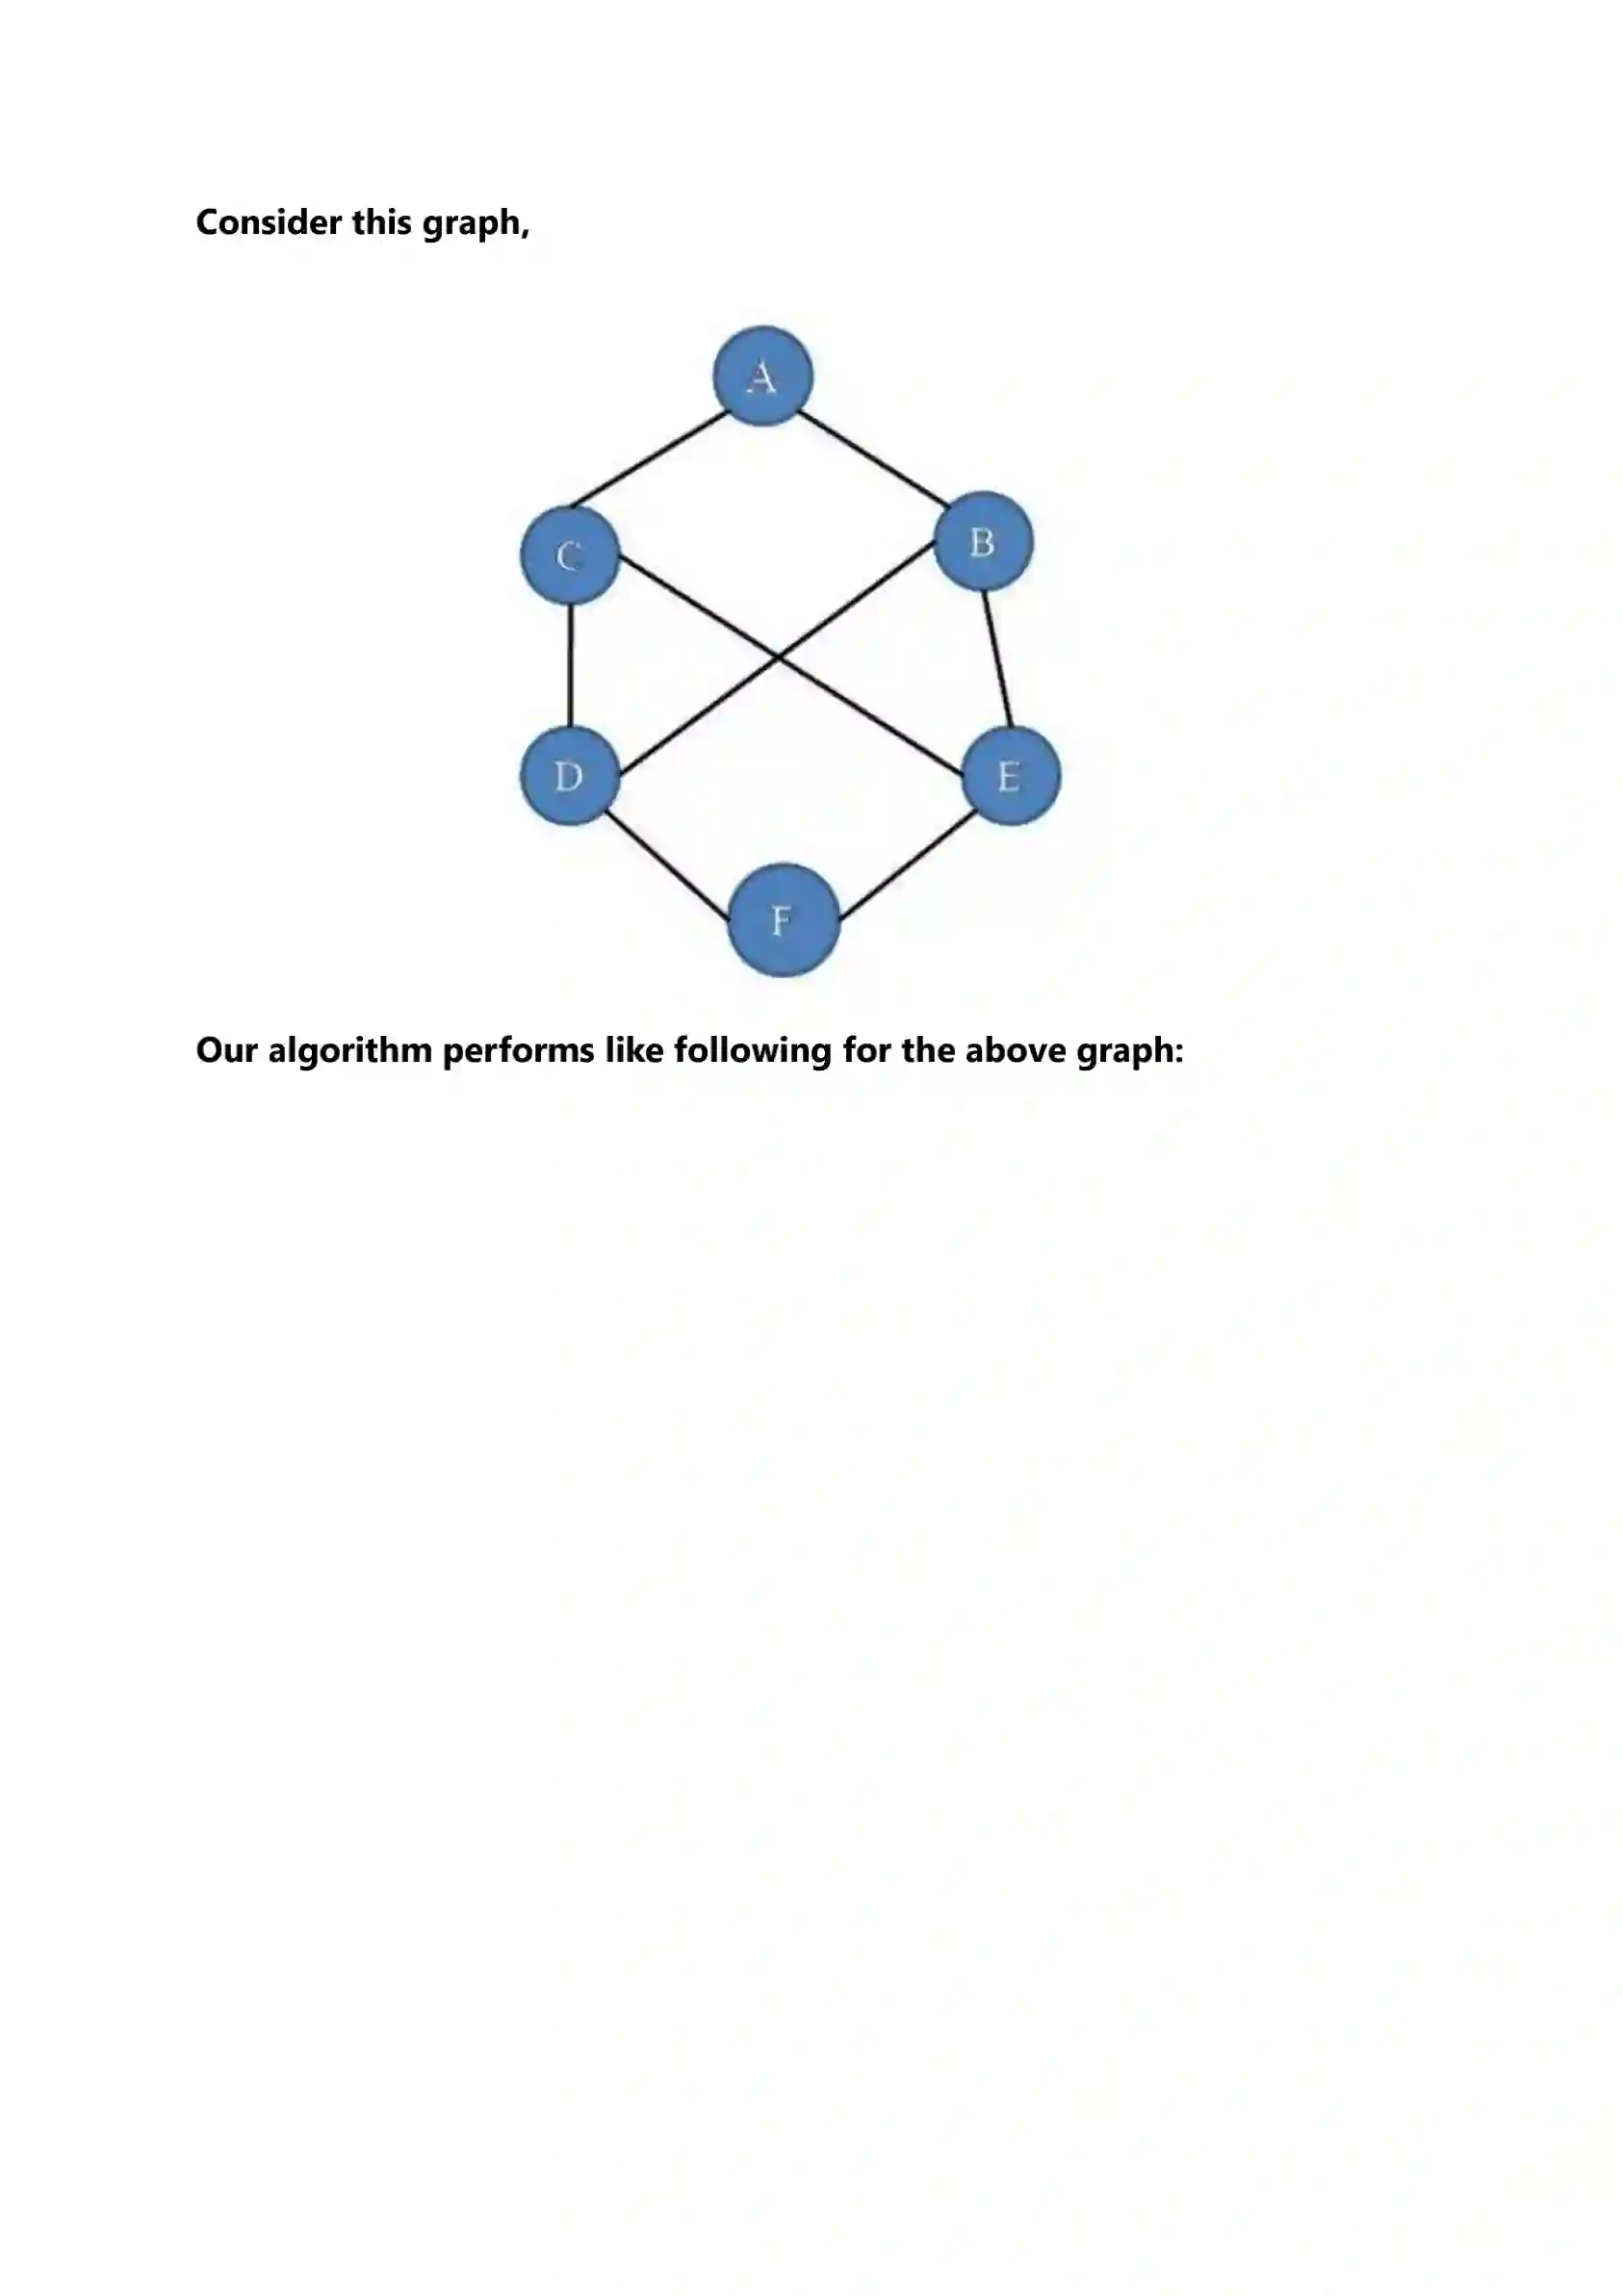 Consider this graph,
A
B
C
D
E
F
Our algorithm performs like following for the above graph: